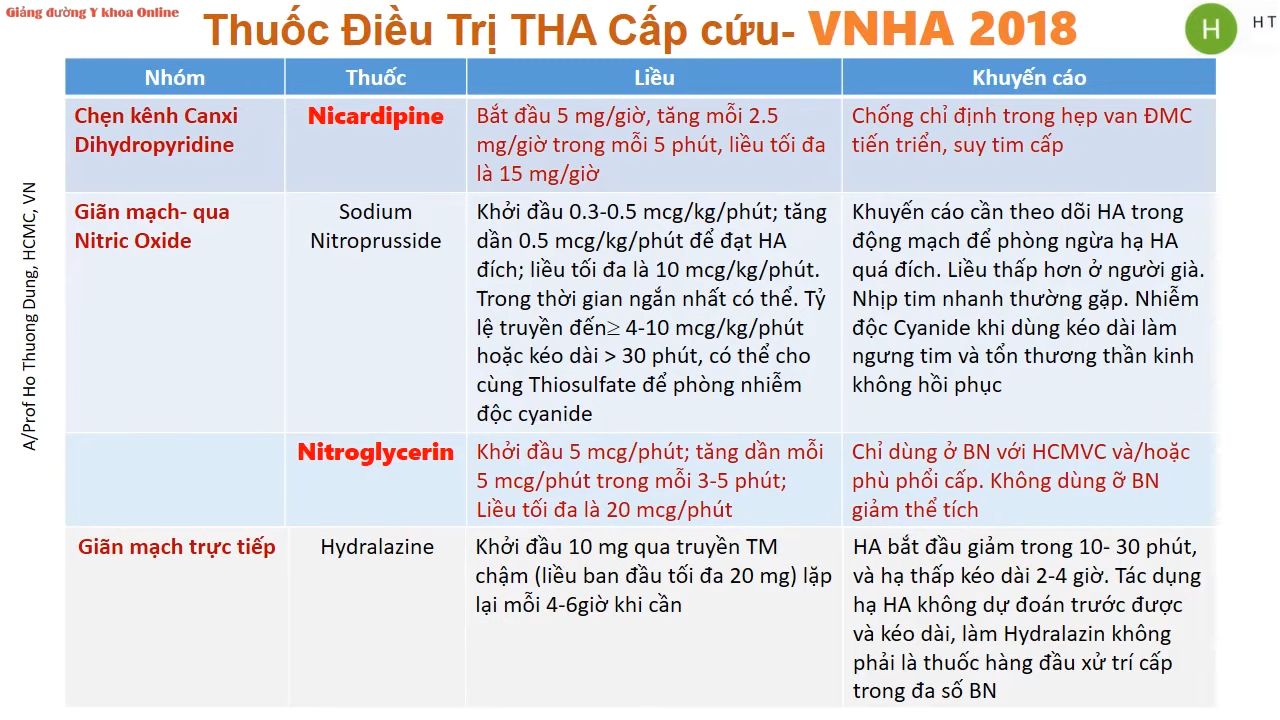 Giảng đường Y khoa Online
Thuốc Điều Trị THA Cấp cứu- VNHA 2018
H
HT
A/Prof Ho Thuong Dung, HCMC, VN
Nhóm
Thuốc
Liều
Khuyến cáo
Chẹn kênh Canxi
Dihydropyridine
Nicardipine
Bắt đầu 5 mg/giờ, tăng mỗi 2.5
mg/giờ trong mỗi 5 phút, liều tối đa
là 15 mg/giờ
Chống chỉ định trong hẹp van ĐMC
tiến triển, suy tim cấp
Giãn mạch- qua
Nitric Oxide
Sodium
Nitroprusside
Khởi đầu 0.3-0.5 mcg/kg/phút; tăng
dần 0.5 mcg/kg/phút để đạt HA
đích; liều tối đa là 10 mcg/kg/phút.
Trong thời gian ngắn nhất có thể. Tỷ
lệ truyền đến≥ 4-10 mcg/kg/phút
hoặc kéo dài > 30 phút, có thể cho
cùng Thiosulfate để phòng nhiễm
độc cyanide
Khuyến cáo cần theo dõi HA trong
động mạch để phòng ngừa hạ HA
quá đích. Liều thấp hơn ở người già.
Nhịp tim nhanh thường gặp. Nhiễm
độc Cyanide khi dùng kéo dài làm
ngưng tim và tổn thương thần kinh
không hồi phục
Nitroglycerin
Khởi đầu 5 mcg/phút; tăng dần mỗi
5 mcg/phút trong mỗi 3-5 phút;
Liều tối đa là 20 mcg/phút
Chỉ dùng ở BN với HCMVC và/hoặc
phù phổi cấp. Không dùng ỡ BN
giảm thể tích
Giãn mạch trực tiếp
Hydralazine
Khởi đầu 10 mg qua truyền TM
chậm (liều ban đầu tối đa 20 mg) lặp
lại mỗi 4-6giờ khi cần
HA bắt đầu giảm trong 10- 30 phút,
và hạ thấp kéo dài 2-4 giờ. Tác dụng
hạ HA không dự đoán trước được
và kéo dài, làm Hydralazin không
phải là thuốc hàng đầu xử trí cấp
trong đa số BN